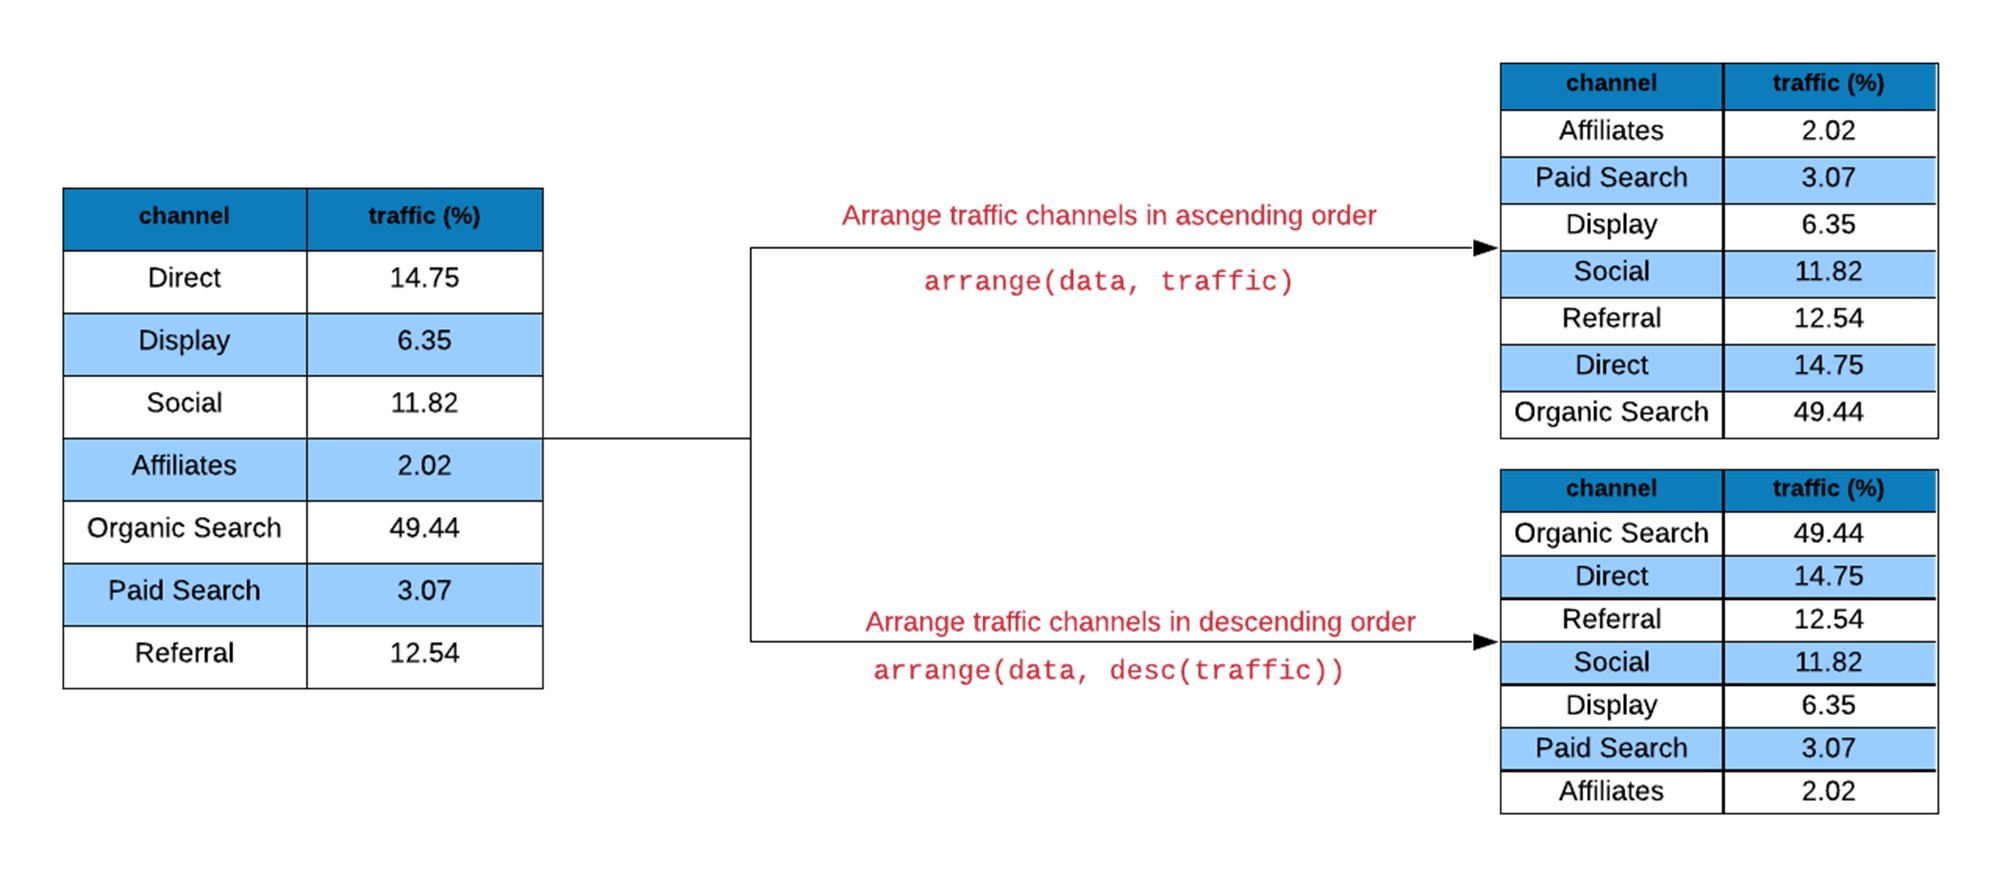 channel traffic (%)
Direct 14.75
Display 6.35
Social 11.82
Affiliates 2.02
Organic Search 49.44
Paid Search 3.07
Referral 12.54
Arrange traffic channels in ascending order
arrange(data, traffic)
Arrange traffic channels in descending order
arrange(data, desc(traffic))
channel traffic (%)
Affiliates 2.02
Paid Search 3.07
Display 6.35
Social 11.82
Referral 12.54
Direct 14.75
Organic Search 49.44
channel traffic (%)
Organic Search 49.44
Direct 14.75
Referral 12.54
Social 11.82
Display 6.35
Paid Search 3.07
Affiliates 2.02